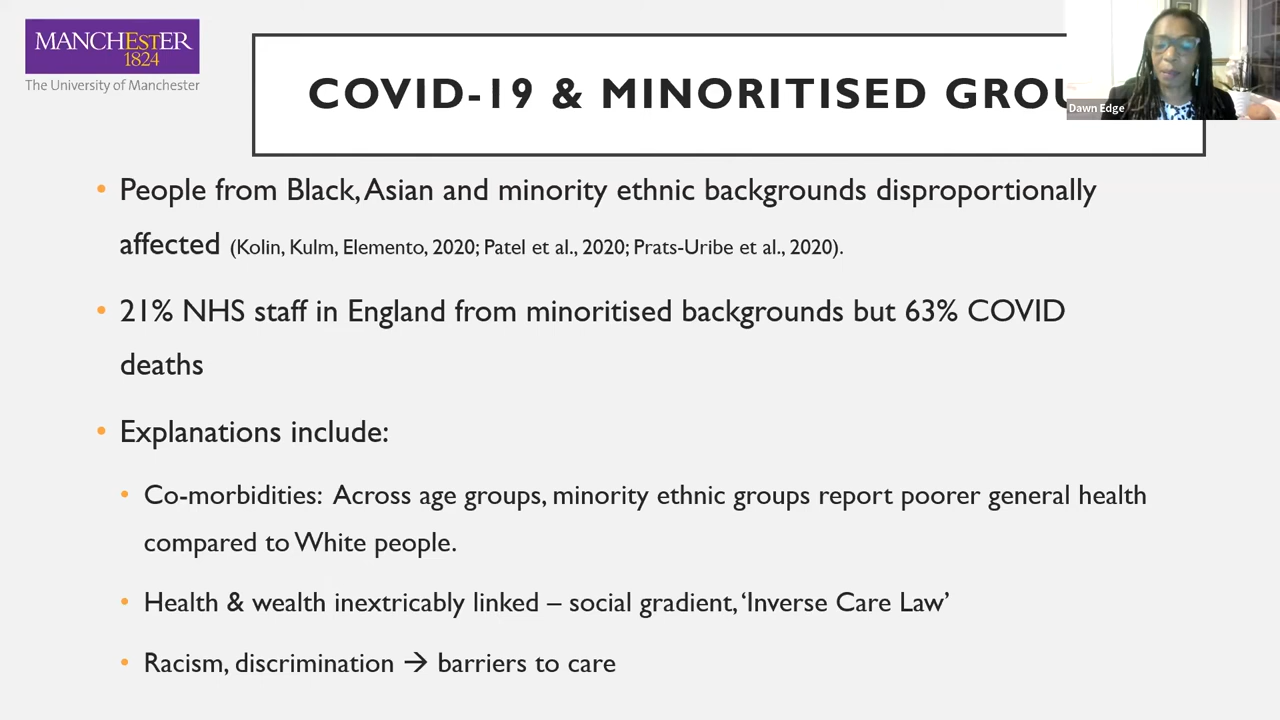 MANCHESTER
1824
The University of Manchester
COVID-19 & MINORITISED GROU
Dawn Edge
• People from Black, Asian and minority ethnic backgrounds disproportionally
affected (Kolin, Kulm, Elemento, 2020; Patel et al., 2020; Prats-Uribe et al., 2020).
• 21% NHS staff in England from minoritised backgrounds but 63% COVID
deaths
• Explanations include:
• Co-morbidities: Across age groups, minority ethnic groups report poorer general health
compared to White people.
• Health & wealth inextricably linked – social gradient, ‘Inverse Care Law’
• Racism, discrimination → barriers to care